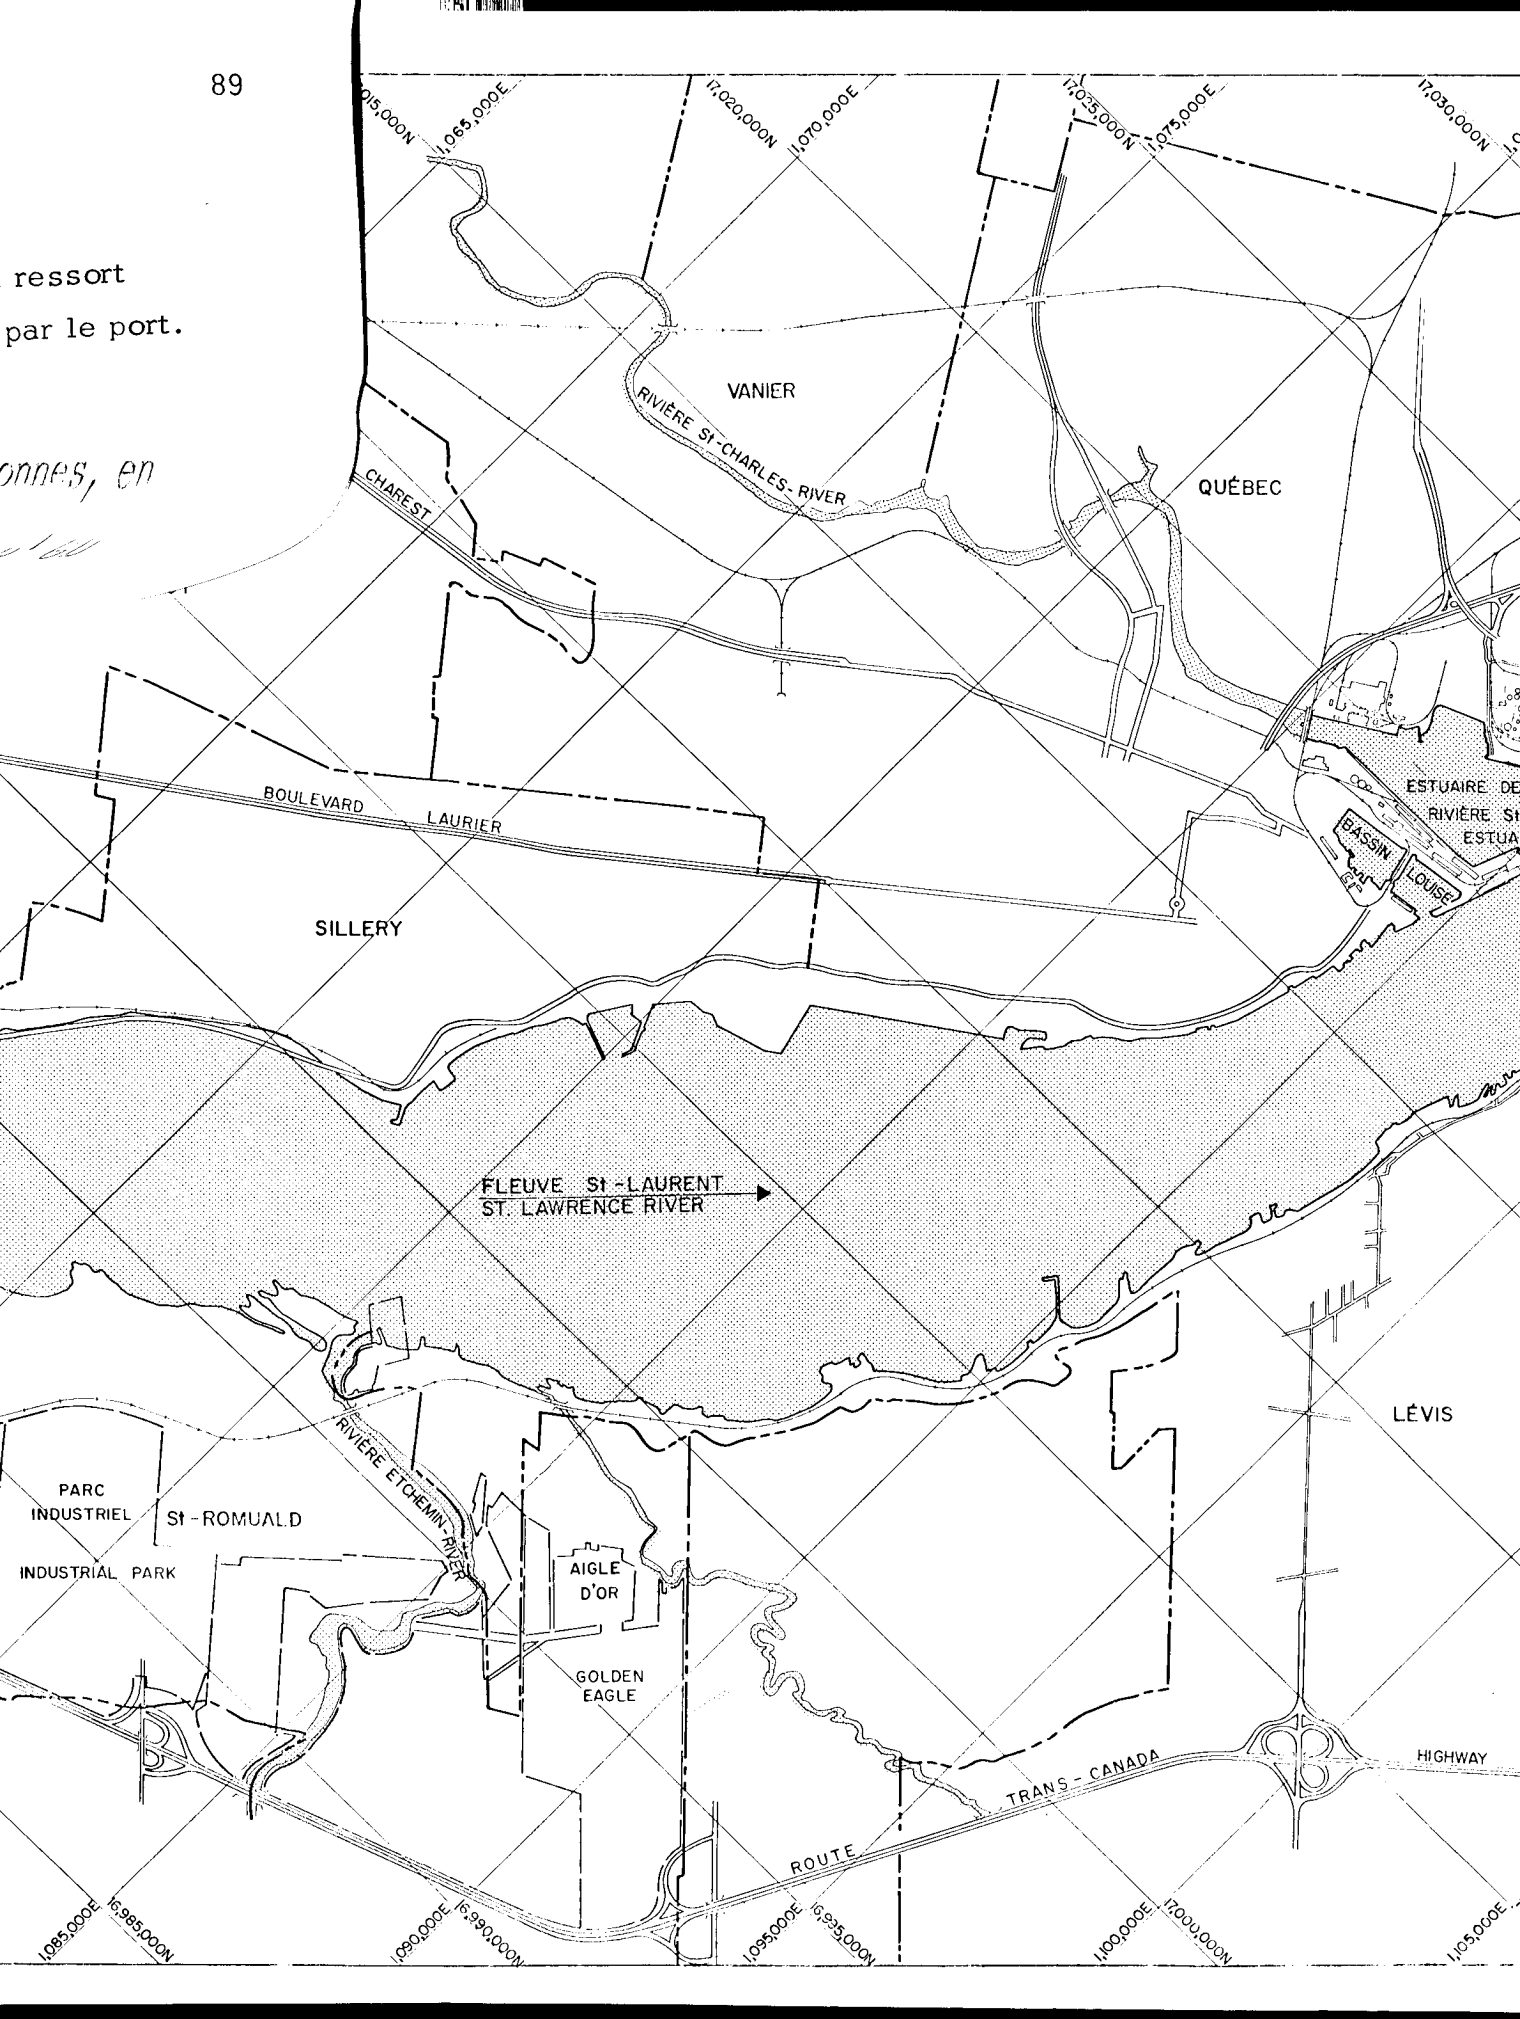 89
ressort
par le port.
en
015,000N
1,065,000E
17,020,000N
1,070,000E
17,025,000N
1,075,000E
17,030,000N
VANIER
RIVIÈRE St-CHARLES-RIVER
QUÉBEC
CHAREST
BOULEVARD LAURIER
ESTUAIRE DE
RIVIÈRE St
ESTUA
BASSIN
LOUISE
SILLERY
FLEUVE St-LAURENT
ST. LAWRENCE RIVER
LÉVIS
RIVIÈRE ETCHEMIN-RIVER
PARC
INDUSTRIEL
St-ROMUALD
INDUSTRIAL PARK
AIGLE
D'OR
GOLDEN
EAGLE
ROUTE TRANS-CANADA HIGHWAY
1,085,000E
16,985,000N
1,090,000E
16,990,000N
1,095,000E
16,995,000N
1,100,000E
17,000,000N
1,105,000E